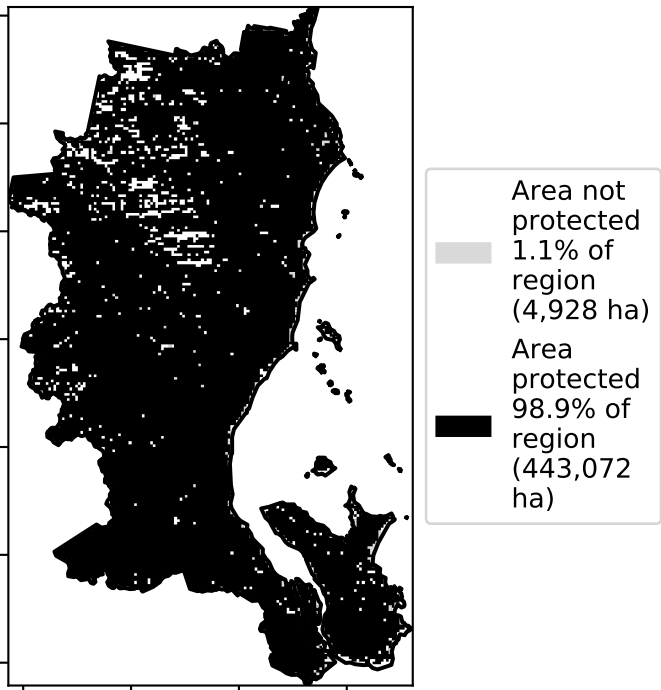 Area not
protected
1.1% of
region
(4,928 ha)
Area
protected
98.9% of
region
(443,072
ha)